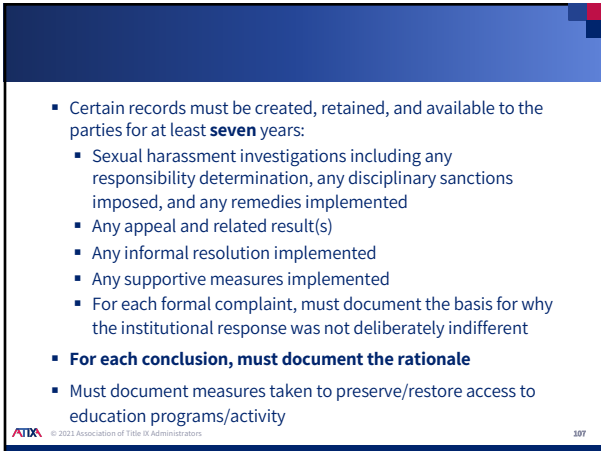 ▪ Certain records must be created, retained, and available to the
parties for at least seven years:
▪ Sexual harassment investigations including any
responsibility determination, any disciplinary sanctions
imposed, and any remedies implemented
▪ Any appeal and related result(s)
▪ Any informal resolution implemented
▪ Any supportive measures implemented
▪ For each formal complaint, must document the basis for why
the institutional response was not deliberately indifferent
▪ For each conclusion, must document the rationale
▪ Must document measures taken to preserve/restore access to
education programs/activity
ATIXA © 2021 Association of Title IX Administrators 107